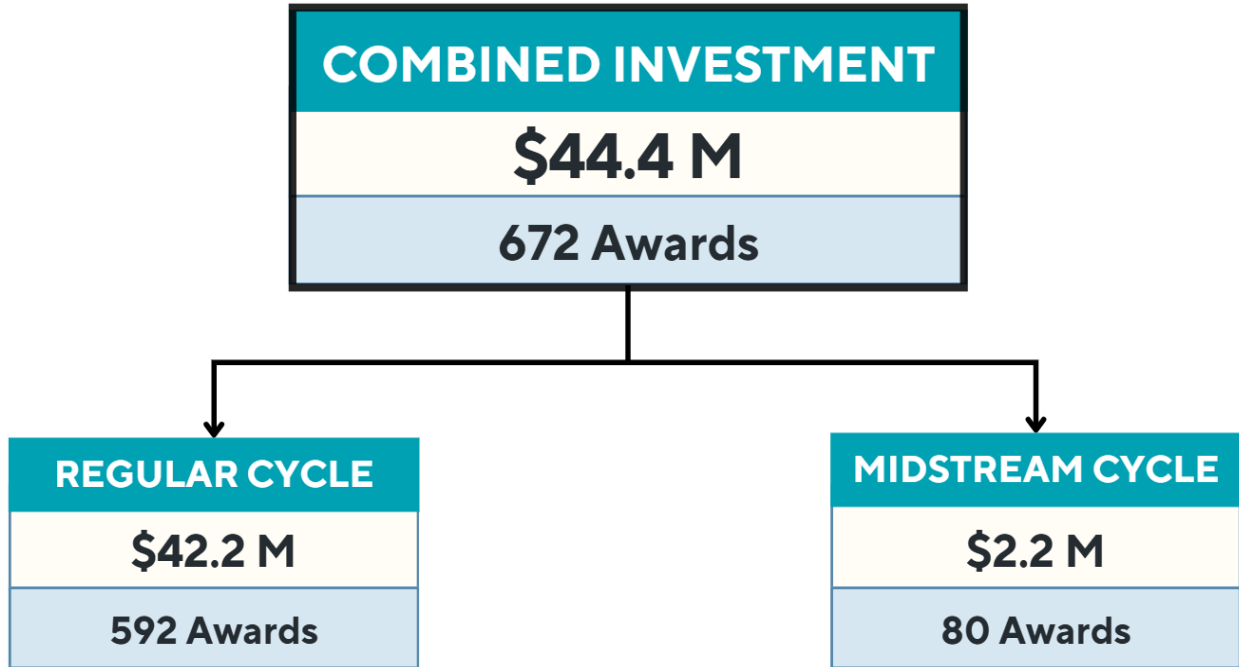 COMBINED INVESTMENT
$44.4 M
672 Awards
REGULAR CYCLE
$42.2 M
592 Awards
MIDSTREAM CYCLE
$2.2 M
80 Awards